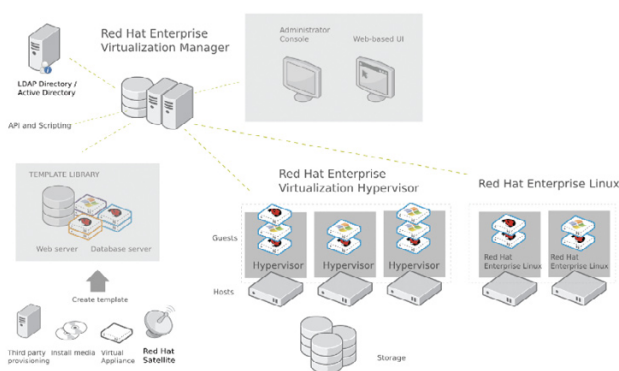 Red Hat Enterprise
Virtualization Manager
Administrator
Console
Web-based UI
LDAP Directory /
Active Directory
API and Scripting
TEMPLATE LIBRARY
Web server
Database server
Create template
Third party
provisioning
Install media
Virtual
Appliance
Red Hat
Satellite
Red Hat Enterprise
Virtualization Hypervisor
Guests
Hypervisor
Hypervisor
Hypervisor
Hosts
Storage
Red Hat Enterprise Linux
Red Hat
Enterprise Linux
Red Hat
Enterprise Linux